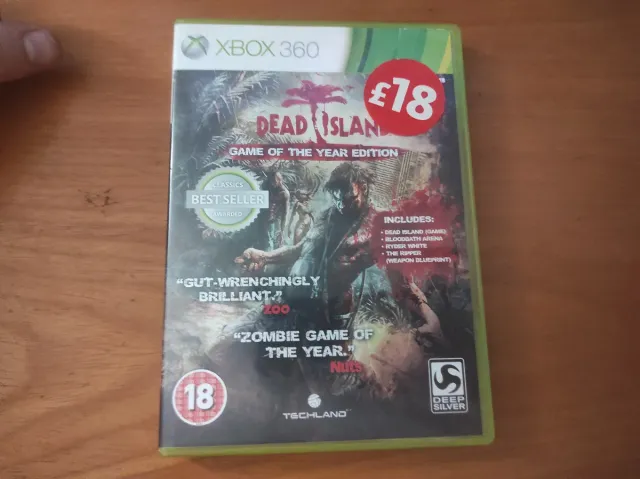 XBOX 360
£18
DEAD ISLAND
GAME OF THE YEAR EDITION
CLASSICS
BEST SELLER
AWARDED
INCLUDES:
• DEAD ISLAND (GAME)
• BLOODBATH ARENA
• RYDER WHITE
• THE RIPPER
(WEAPON BLUEPRINT)
"GUT-WRENCHINGLY
BRILLIANT."
ZOO
"ZOMBIE GAME OF
THE YEAR."
Nuts
18
TECHLAND
DEEP
SILVER